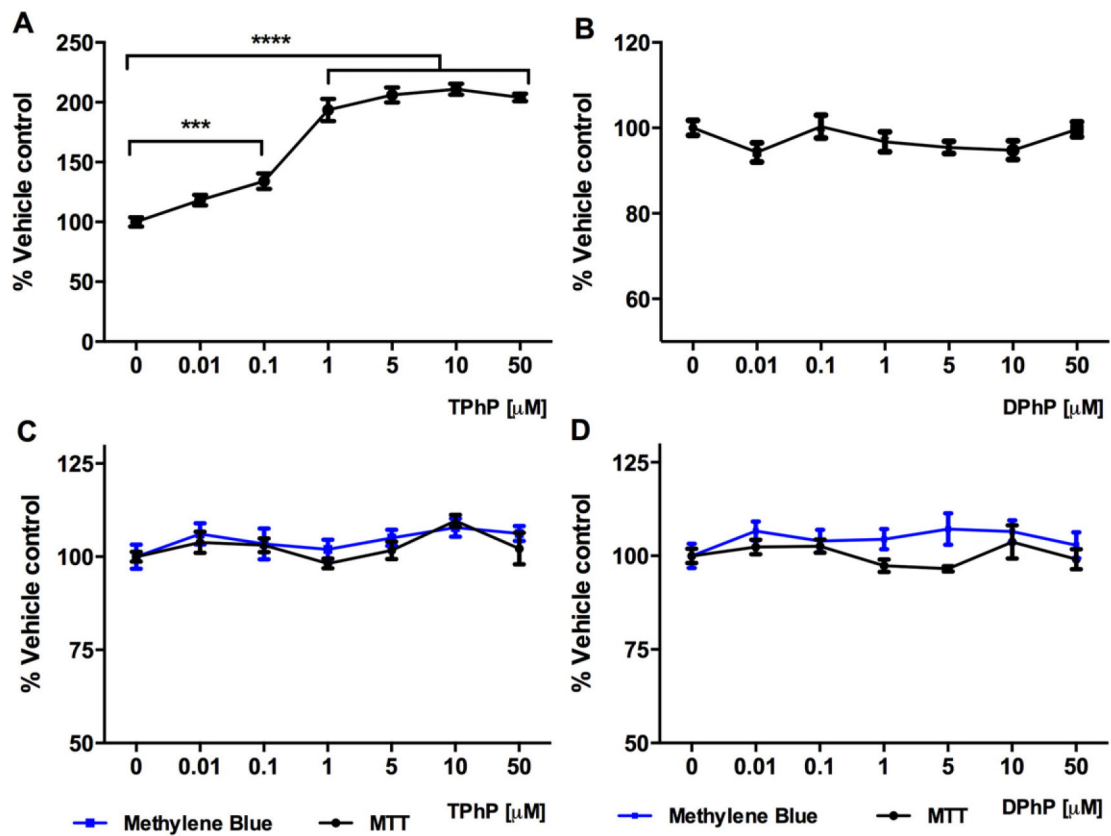 A
% Vehicle control
250
200
150
100
50
0
****
***
0 0.01 0.1 1 5 10 50
TPhP [μM]
B
% Vehicle control
120
100
80
60
0 0.01 0.1 1 5 10 50
DPhP [μM]
C
% Vehicle control
125
100
75
50
0 0.01 0.1 1 5 10 50
TPhP [μM]
Methylene Blue MTT
D
% Vehicle control
125
100
75
50
0 0.01 0.1 1 5 10 50
DPhP [μM]
Methylene Blue MTT